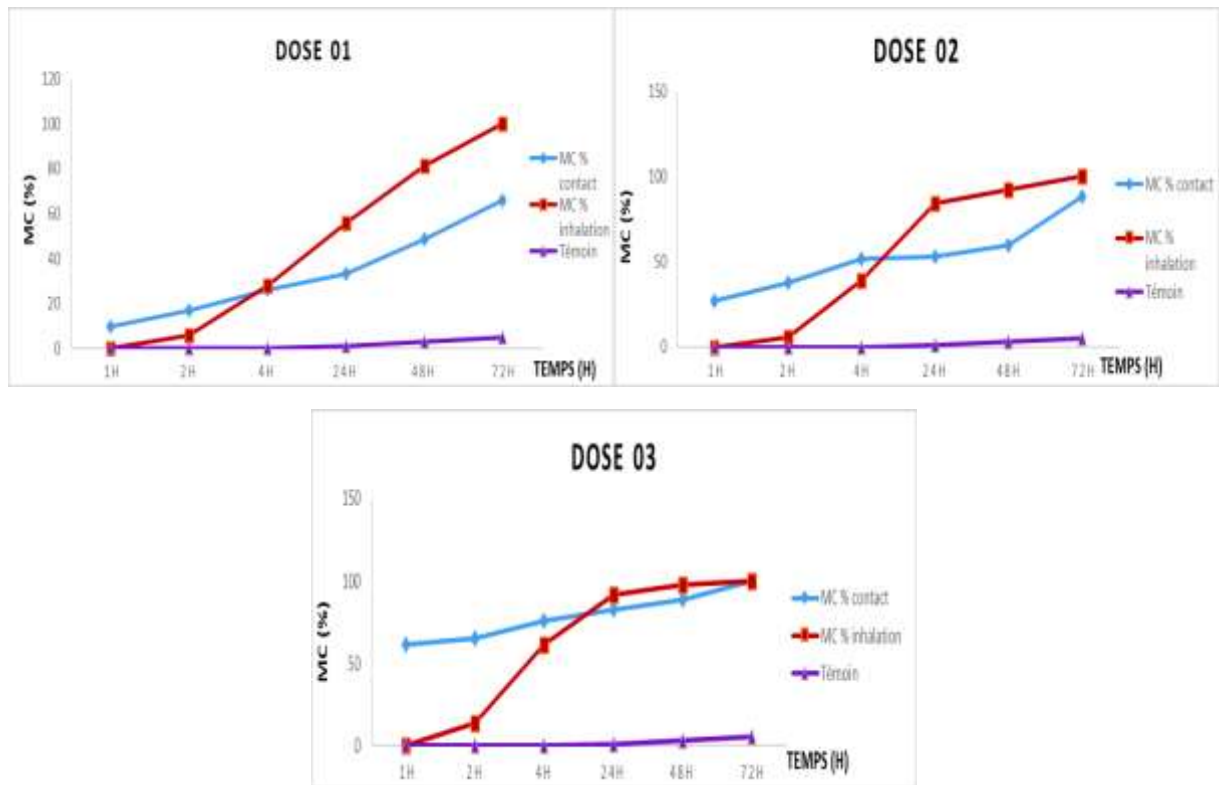 DOSE 01
120
100
80
60
40
20
0
MC (%)
1H 2H 4H 24H 48H 72H
TEMPS (H)
MC %
contact
MC %
inhalation
Témoin
DOSE 02
150
100
50
0
MC (%)
1H 2H 4H 24H 48H 72H
TEMPS (H)
MC % contact
MC %
inhalation
Témoin
DOSE 03
150
100
50
0
MC (%)
1H 2H 4H 24H 48H 72H
TEMPS (H)
MC % contact
MC % inhalation
Témoin